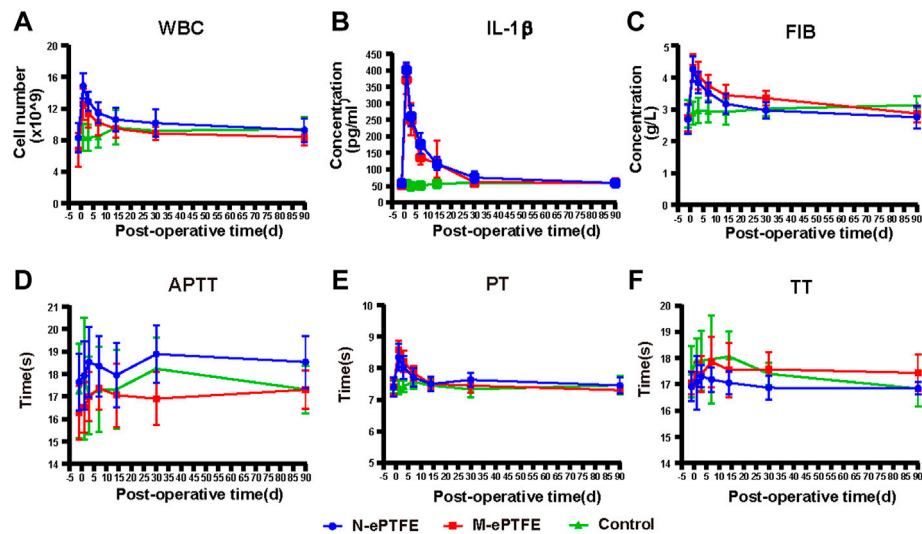 A WBC
Cell number
(x10^9)
20
16
12
8
4
0
-5 0 5 10 15 20 25 30 35 40 45 50 55 60 65 70 75 80 85 90
Post-operative time(d)
B IL-1β
Concentration
(pg/ml)
450
400
350
300
250
200
150
100
50
0
-5 0 5 10 15 20 25 30 35 40 45 50 55 60 65 70 75 80 85 90
Post-operative time(d)
C FIB
Concentration
(g/L)
5
4
3
2
1
0
-5 0 5 10 15 20 25 30 35 40 45 50 55 60 65 70 75 80 85 90
Post-operative time(d)
D APTT
Time(s)
21
20
19
18
17
16
15
14
-5 0 5 10 15 20 25 30 35 40 45 50 55 60 65 70 75 80 85 90
Post-operative time(d)
E PT
Time(s)
10
9
8
7
6
5
-5 0 5 10 15 20 25 30 35 40 45 50 55 60 65 70 75 80 85 90
Post-operative time(d)
F TT
Time(s)
20
19
18
17
16
15
14
-5 0 5 10 15 20 25 30 35 40 45 50 55 60 65 70 75 80 85 90
Post-operative time(d)
N-ePTFE M-ePTFE Control